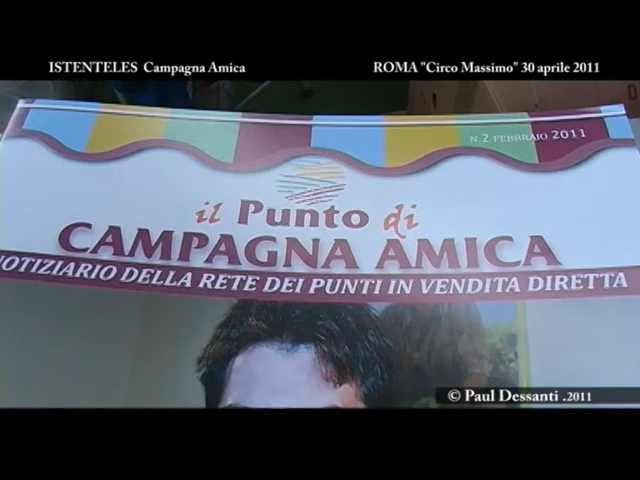 ISTENTELES Campagna Amica
ROMA "Circo Massimo" 30 aprile 2011
N.2 FEBBRAIO 2011
il Punto di
CAMPAGNA AMICA
NOTIZIARIO DELLA RETE DEI PUNTI IN VENDITA DIRETTA
© Paul Dessanti .2011